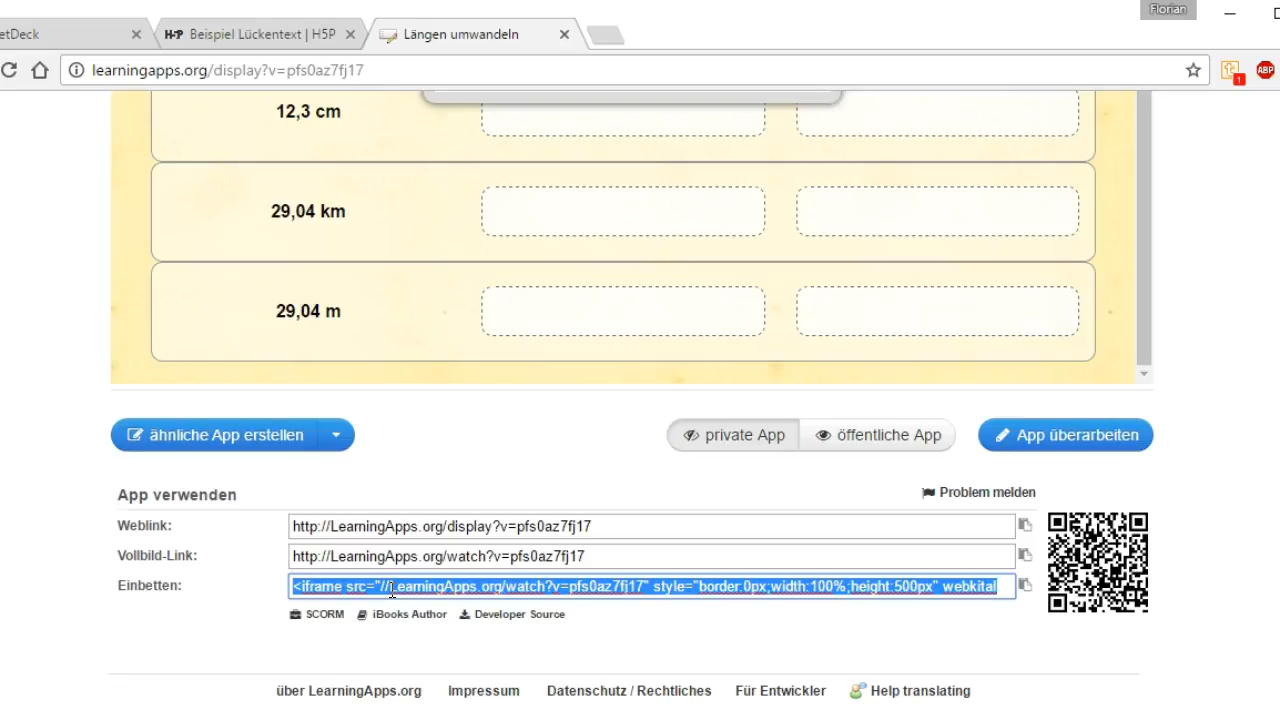 Florian
etDeck
H-P Beispiel Lückentext | H5P
Längen umwandeln
learningapps.org/display?v=pfs0az7fj17
1
ABP
12,3 cm
29,04 km
29,04 m
ähnliche App erstellen
private App
öffentliche App
App überarbeiten
App verwenden
Problem melden
Weblink:
http://LearningApps.org/display?v=pfs0az7fj17
Vollbild-Link:
http://LearningApps.org/watch?v=pfs0az7fj17
Einbetten:
<iframe src="//LearningApps.org/watch?v=pfs0az7fj17" style="border:0px;width:100%;height:500px" webkital
SCORM
iBooks Author
Developer Source
über LearningApps.org
Impressum
Datenschutz / Rechtliches
Für Entwickler
Help translating